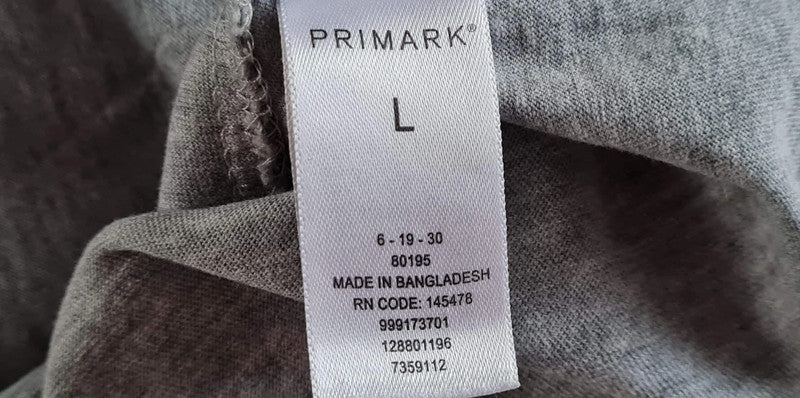 PRIMARK®
L
6 - 19 - 30
80195
MADE IN BANGLADESH
RN CODE: 145478
999173701
128801196
7359112